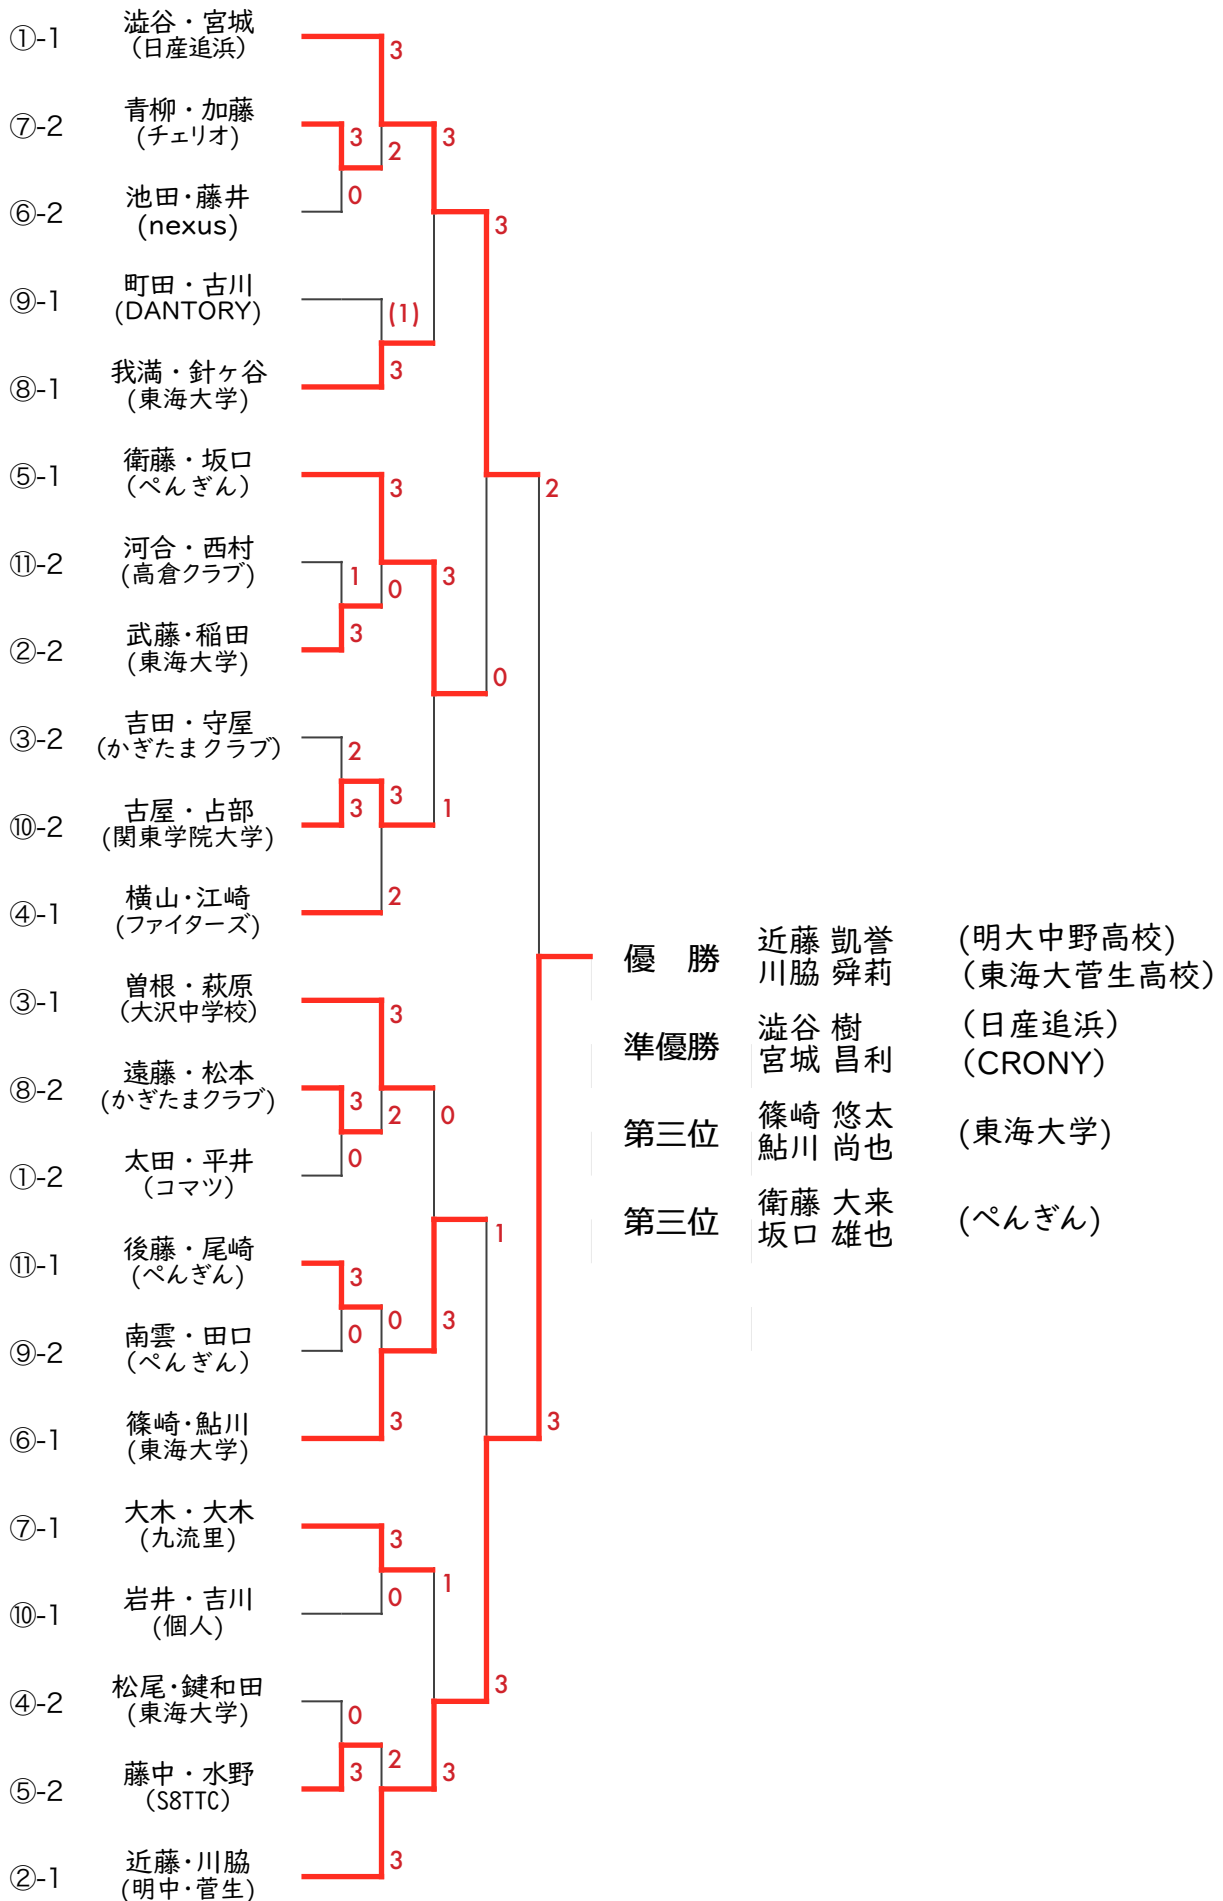 ①-1
澁谷・宮城
(日産追浜)
3
⑦-2
青柳・加藤
(チェリオ)
3
2
3
⑥-2
池田・藤井
(nexus)
0
3
⑨-1
町田・古川
(DANTORY)
(1)
⑧-1
我満・針ヶ谷
(東海大学)
3
⑤-1
衛藤・坂口
(ぺんぎん)
3
2
⑪-2
河合・西村
(高倉クラブ)
1
0
3
②-2
武藤・稲田
(東海大学)
3
0
③-2
吉田・守屋
(かぎたまクラブ)
2
⑩-2
古屋・占部
(関東学院大学)
3
3
1
④-1
横山・江崎
(ファイターズ)
2
優 勝
近藤 凱誉
川脇 舜莉
(明大中野高校)
(東海大菅生高校)
③-1
曽根・萩原
(大沢中学校)
3
準優勝
澁谷 樹
宮城 昌利
(日産追浜)
(CRONY)
⑧-2
遠藤・松本
(かぎたまクラブ)
3
2
0
第三位
篠崎 悠太
鮎川 尚也
(東海大学)
①-2
太田・平井
(コマツ)
0
第三位
衛藤 大来
坂口 雄也
(ぺんぎん)
1
⑪-1
後藤・尾崎
(ぺんぎん)
3
⑨-2
南雲・田口
(ぺんぎん)
0
0
3
⑥-1
篠崎・鮎川
(東海大学)
3
3
⑦-1
大木・大木
(九流里)
3
⑩-1
岩井・吉川
(個人)
0
1
④-2
松尾・鍵和田
(東海大学)
0
3
⑤-2
藤中・水野
(S8TTC)
3
2
3
②-1
近藤・川脇
(明中・菅生)
3